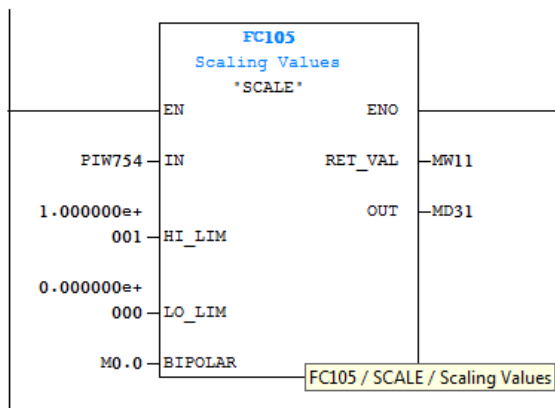 FC105
Scaling Values
"SCALE"
EN ENO
PIW754 IN RET_VAL MW11
1.000000e+ OUT MD31
001 HI_LIM
0.000000e+
000 LO_LIM
M0.0 BIPOLAR
FC105 / SCALE / Scaling Values